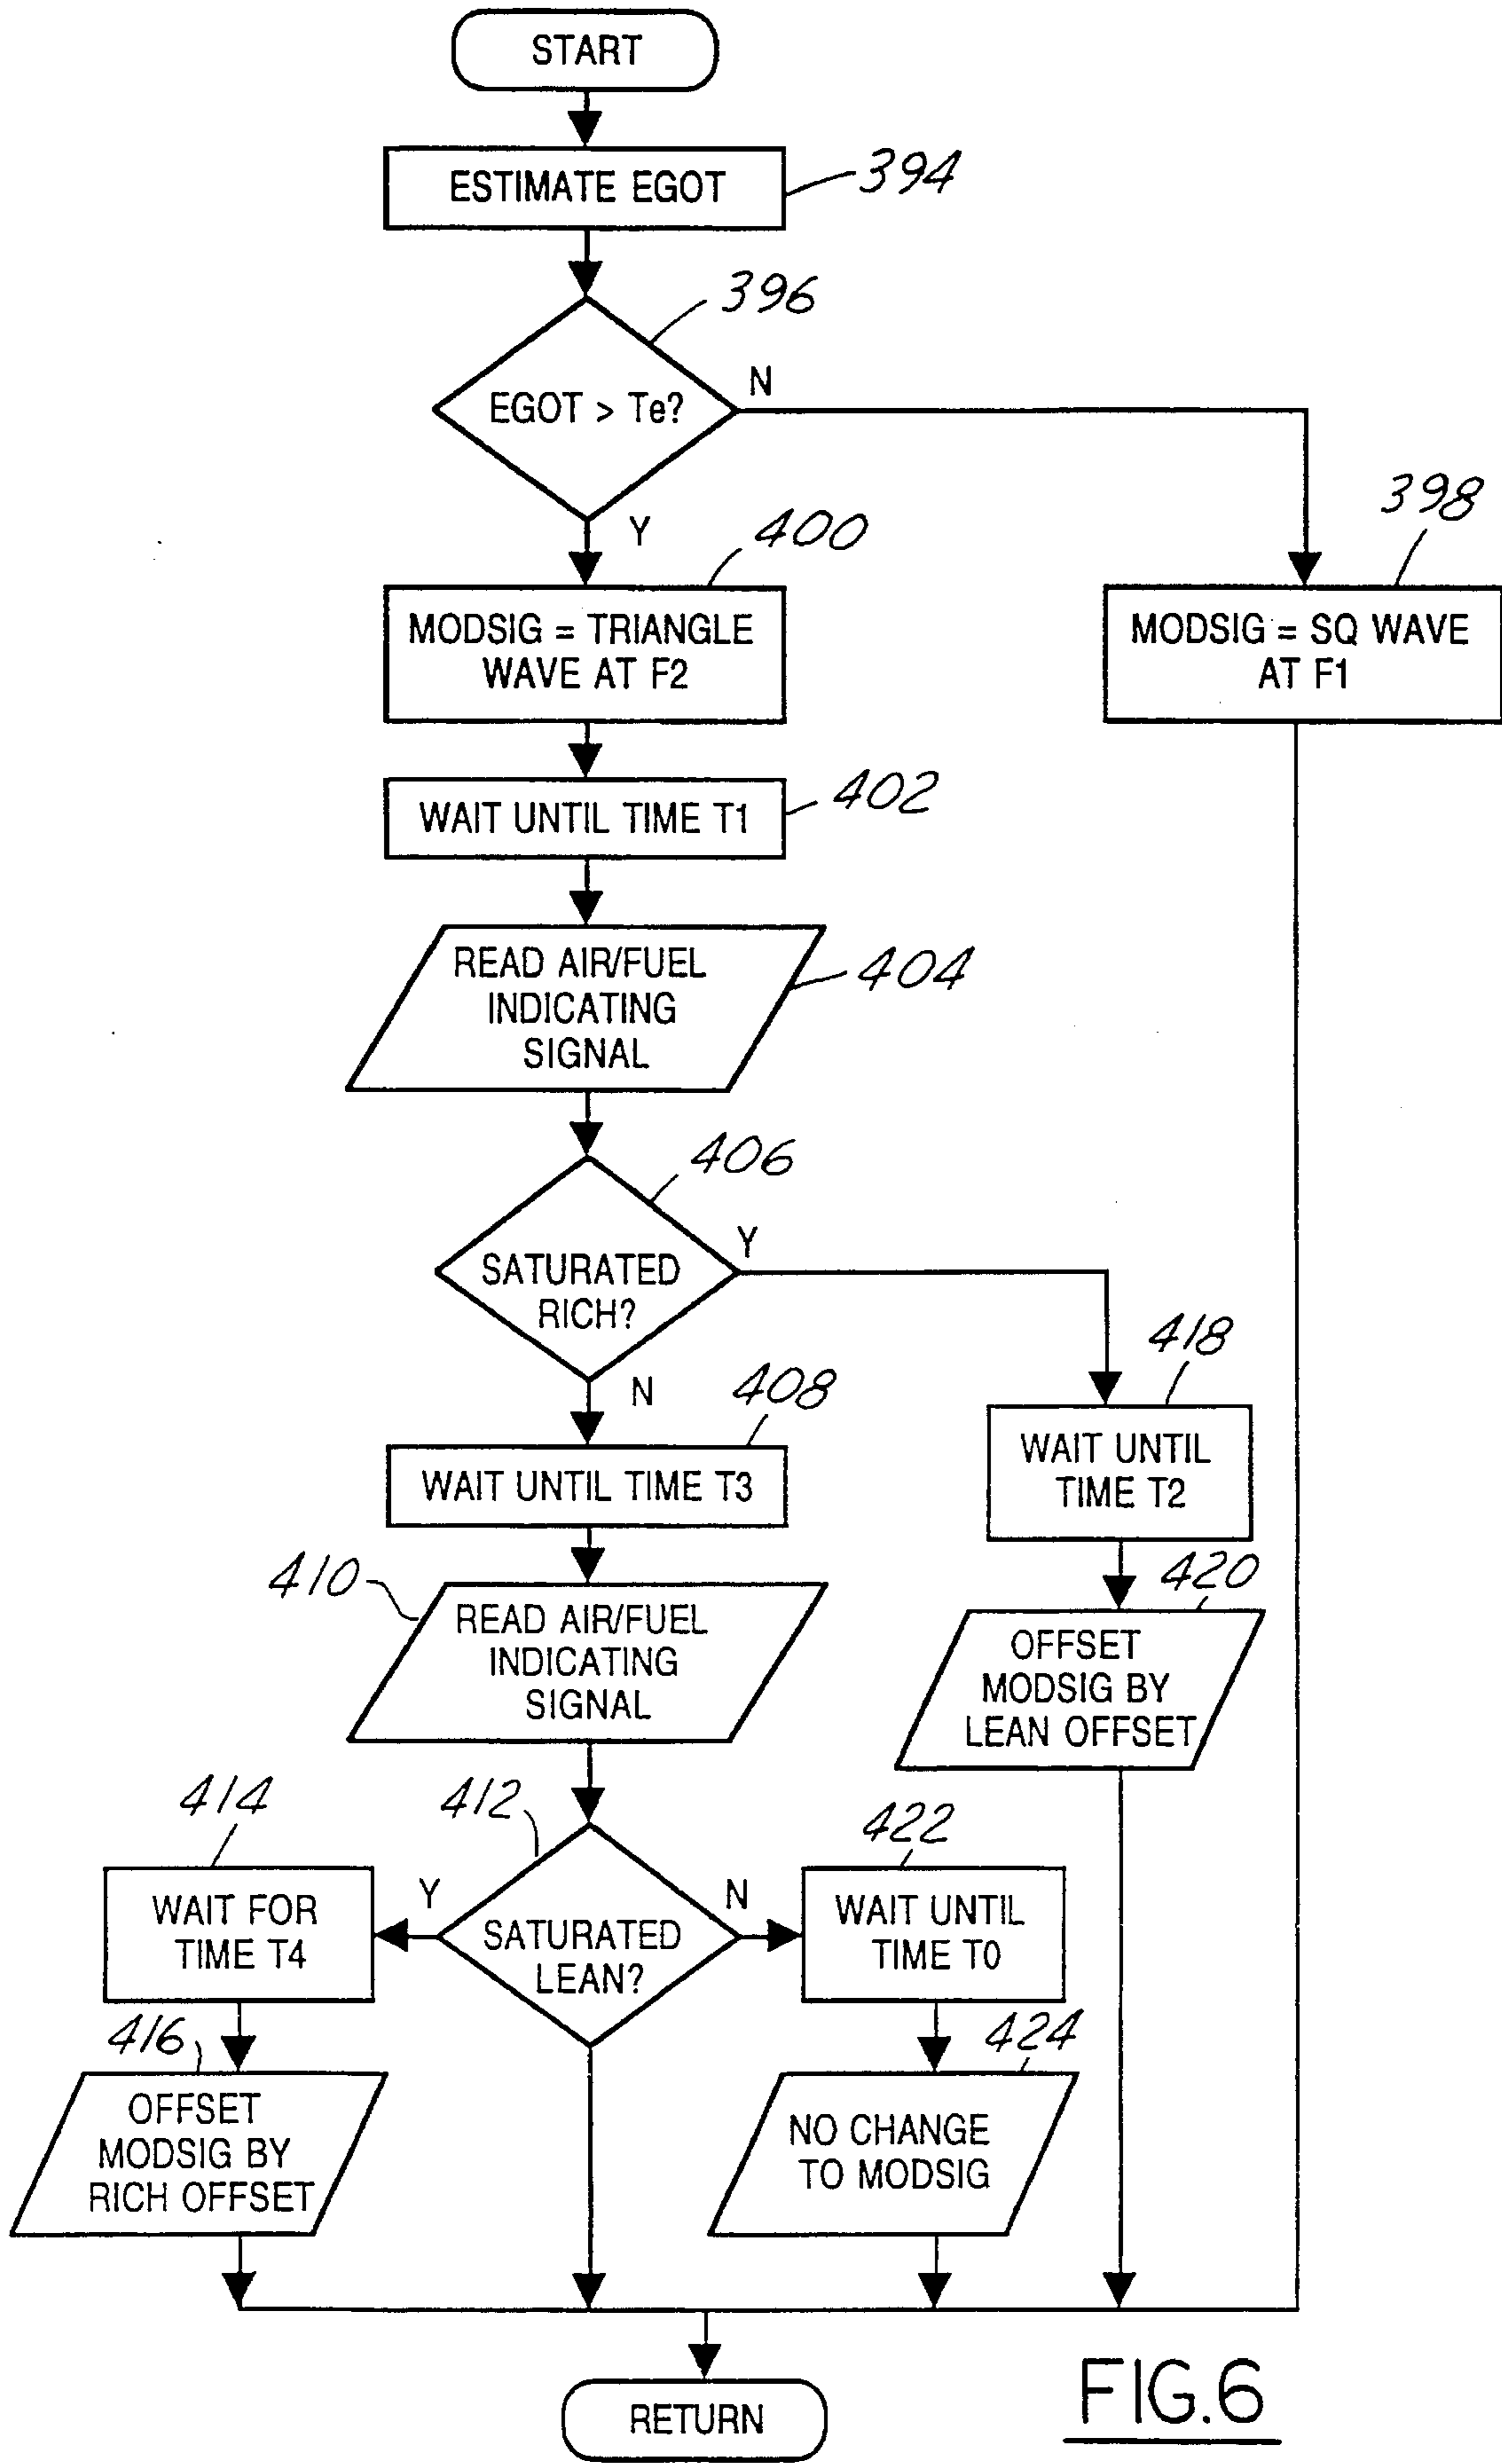 START
ESTIMATE EGOT
394
396
EGOT > Te?
N
Y
398
400
MODSIG = TRIANGLE
WAVE AT F2
MODSIG = SQ WAVE
AT F1
WAIT UNTIL TIME T1
402
READ AIR/FUEL
INDICATING
SIGNAL
404
406
SATURATED
RICH?
Y
N
408
418
WAIT UNTIL TIME T3
WAIT UNTIL
TIME T2
410
READ AIR/FUEL
INDICATING
SIGNAL
420
OFFSET
MODSIG BY
LEAN OFFSET
414
412
422
WAIT FOR
TIME T4
Y
SATURATED
LEAN?
N
WAIT UNTIL
TIME T0
416
OFFSET
MODSIG BY
RICH OFFSET
424
NO CHANGE
TO MODSIG
RETURN
FIG.6